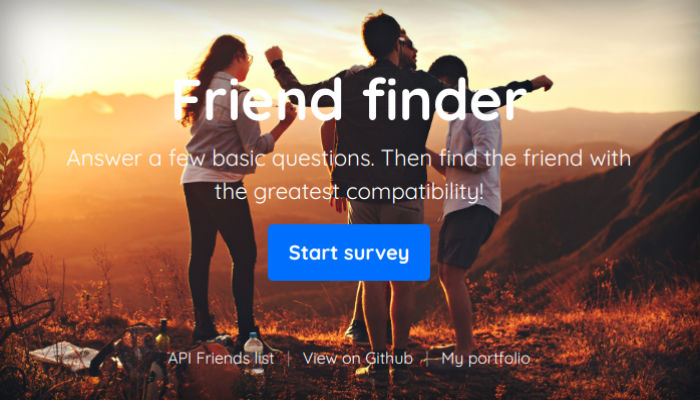 Friend finder
Answer a few basic questions. Then find the friend with
the greatest compatibility!
Start survey
API Friends list | View on Github | My portfolio